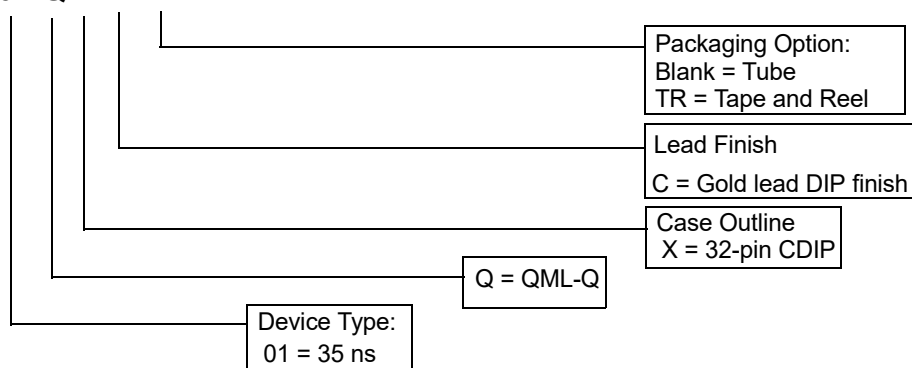 Packaging Option:
Blank = Tube
TR = Tape and Reel
Lead Finish
C = Gold lead DIP finish
Case Outline
X = 32-pin CDIP
Q = QML-Q
Device Type:
01 = 35 ns